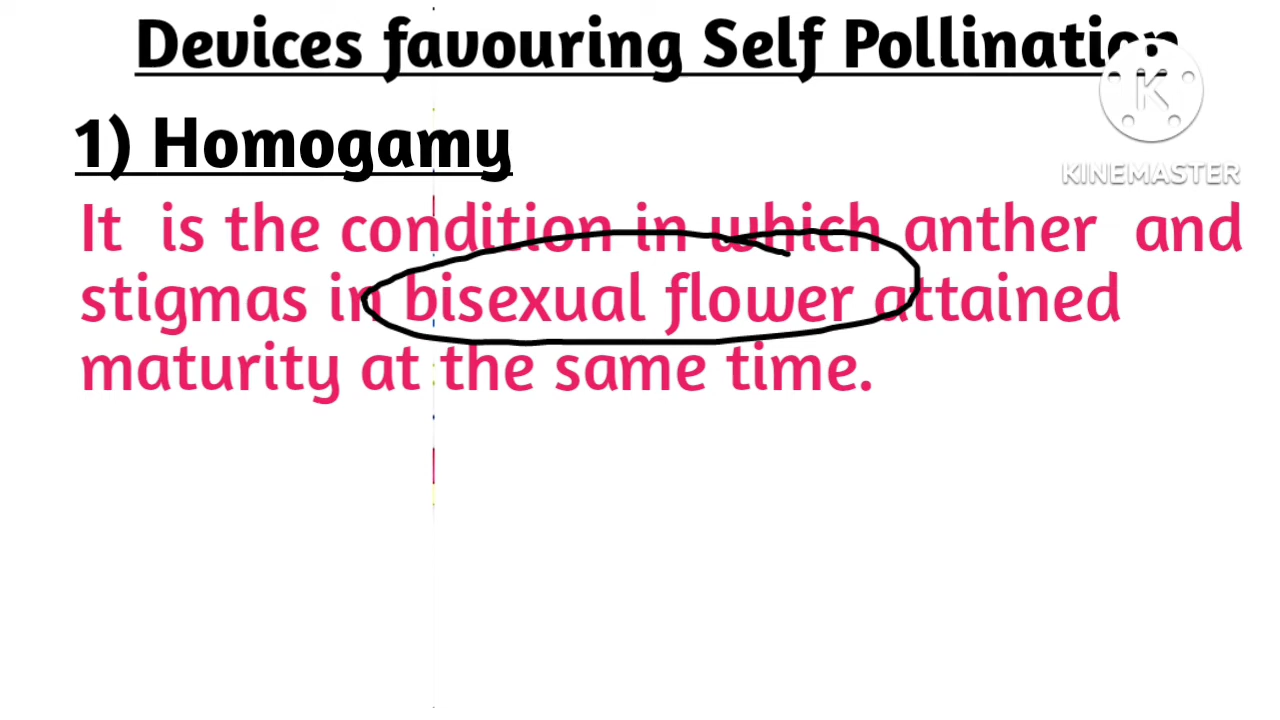 Devices favouring Self Pollination
K
KINEMASTER
1) Homogamy
It is the condition in which anther and
stigmas in bisexual flower attained
maturity at the same time.